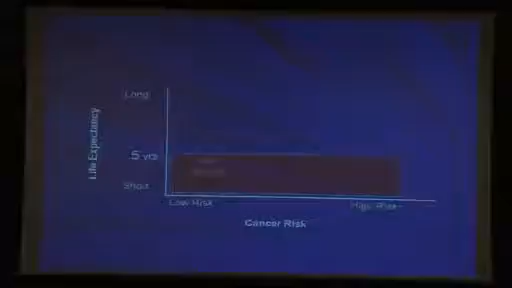 Long
Life Expectancy
5 yrs
Short
Low Risk
High Risk
Cancer Risk